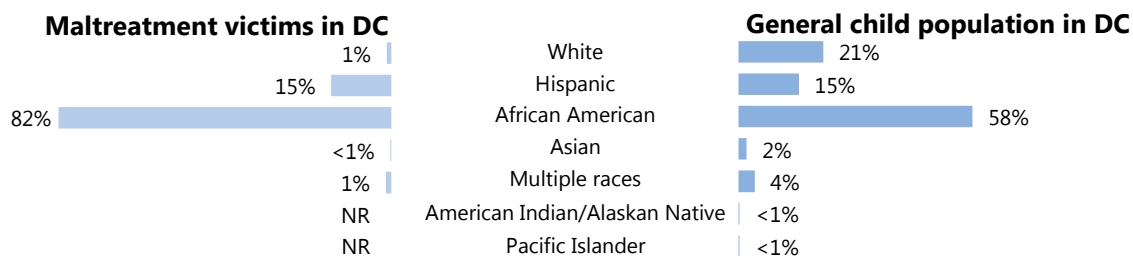 Maltreatment victims in DC General child population in DC
1% White 21%
15% Hispanic 15%
82% African American 58%
<1% Asian 2%
1% Multiple races 4%
NR American Indian/Alaskan Native <1%
NR Pacific Islander <1%